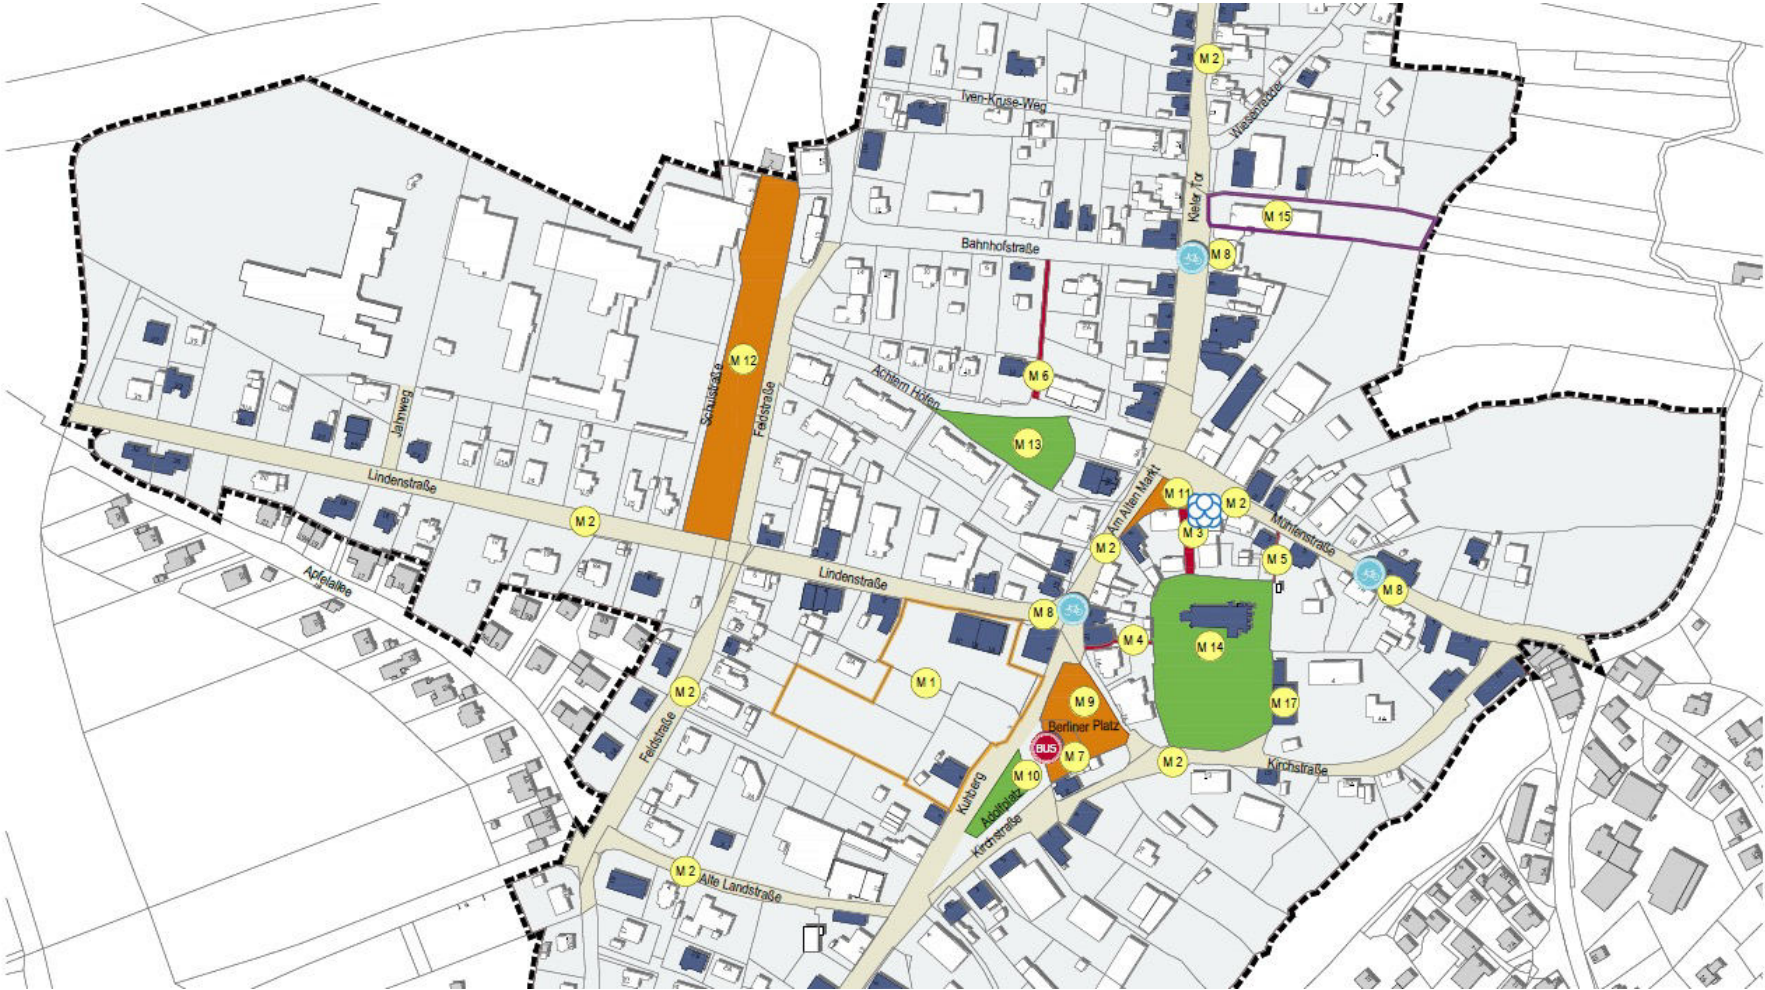 M 2
Iven-Kruse-Weg
Wiesenredder
Kieler Tor
M 15
Bahnhofstraße
M 8
M 12
Schulstraße
Feldstraße
M 6
Achtern Höfen
Jahnweg
M 13
Lindenstraße
M 2
Am Alten Markt
M 11
M 2
M 3
Mühlenstraße
M 2
M 5
Apfelallee
Lindenstraße
M 8
M 8
M 4
M 14
M 1
M 2
M 9
M 17
Berliner Platz
Feldstraße
BUS
M 7
M 2
Kirchstraße
M 10
Kuhberg
Adolfplatz
Kirchstraße
M 2
Alte Landstraße